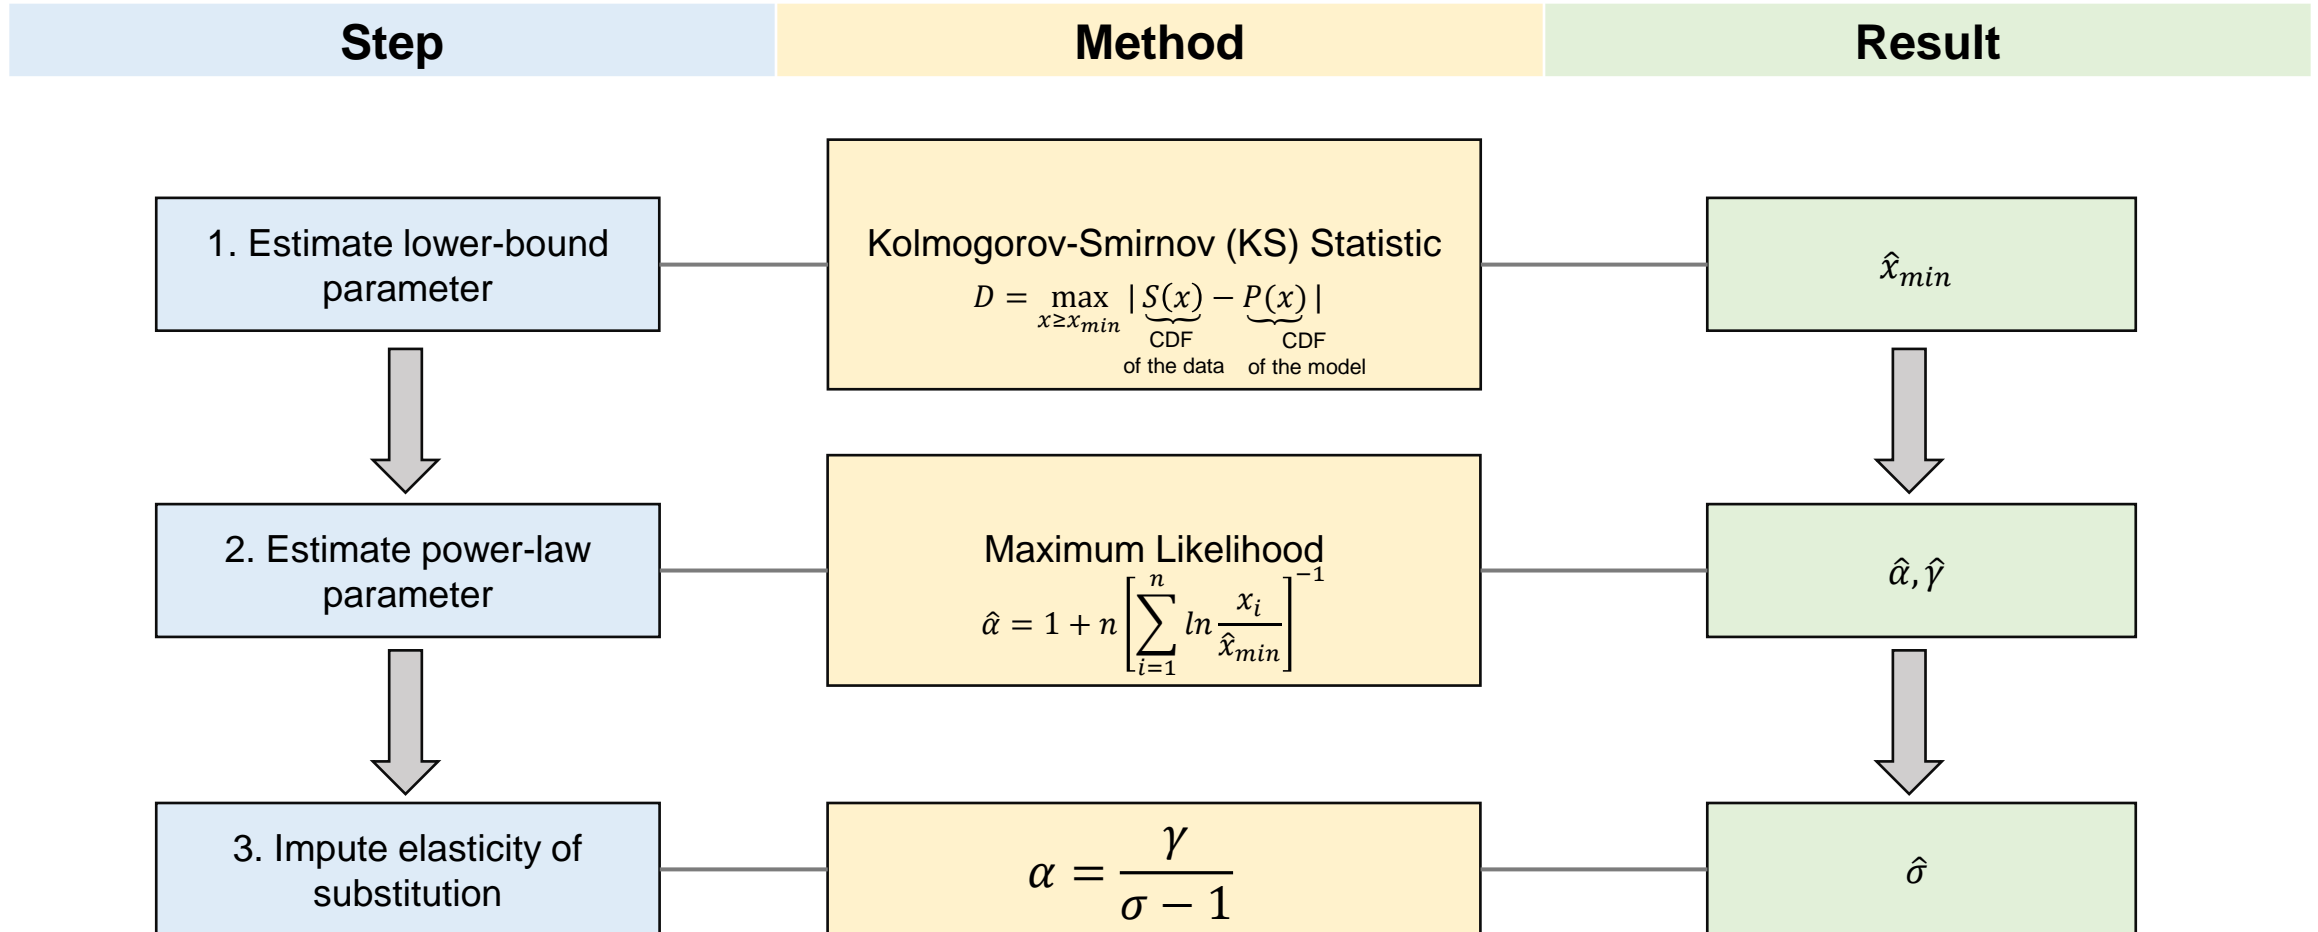 Step
Method
Result
1. Estimate lower-bound
parameter
Kolmogorov-Smirnov (KS) Statistic
D = max |S(x) − P(x)|
x≥x_min
CDF CDF
of the data of the model
x̂_min
2. Estimate power-law
parameter
Maximum Likelihood
α̂ = 1 + n [∑_{i=1}^{n} ln x_i / x̂_min]^{−1}
α̂, γ̂
3. Impute elasticity of
substitution
α = γ / (σ − 1)
σ̂